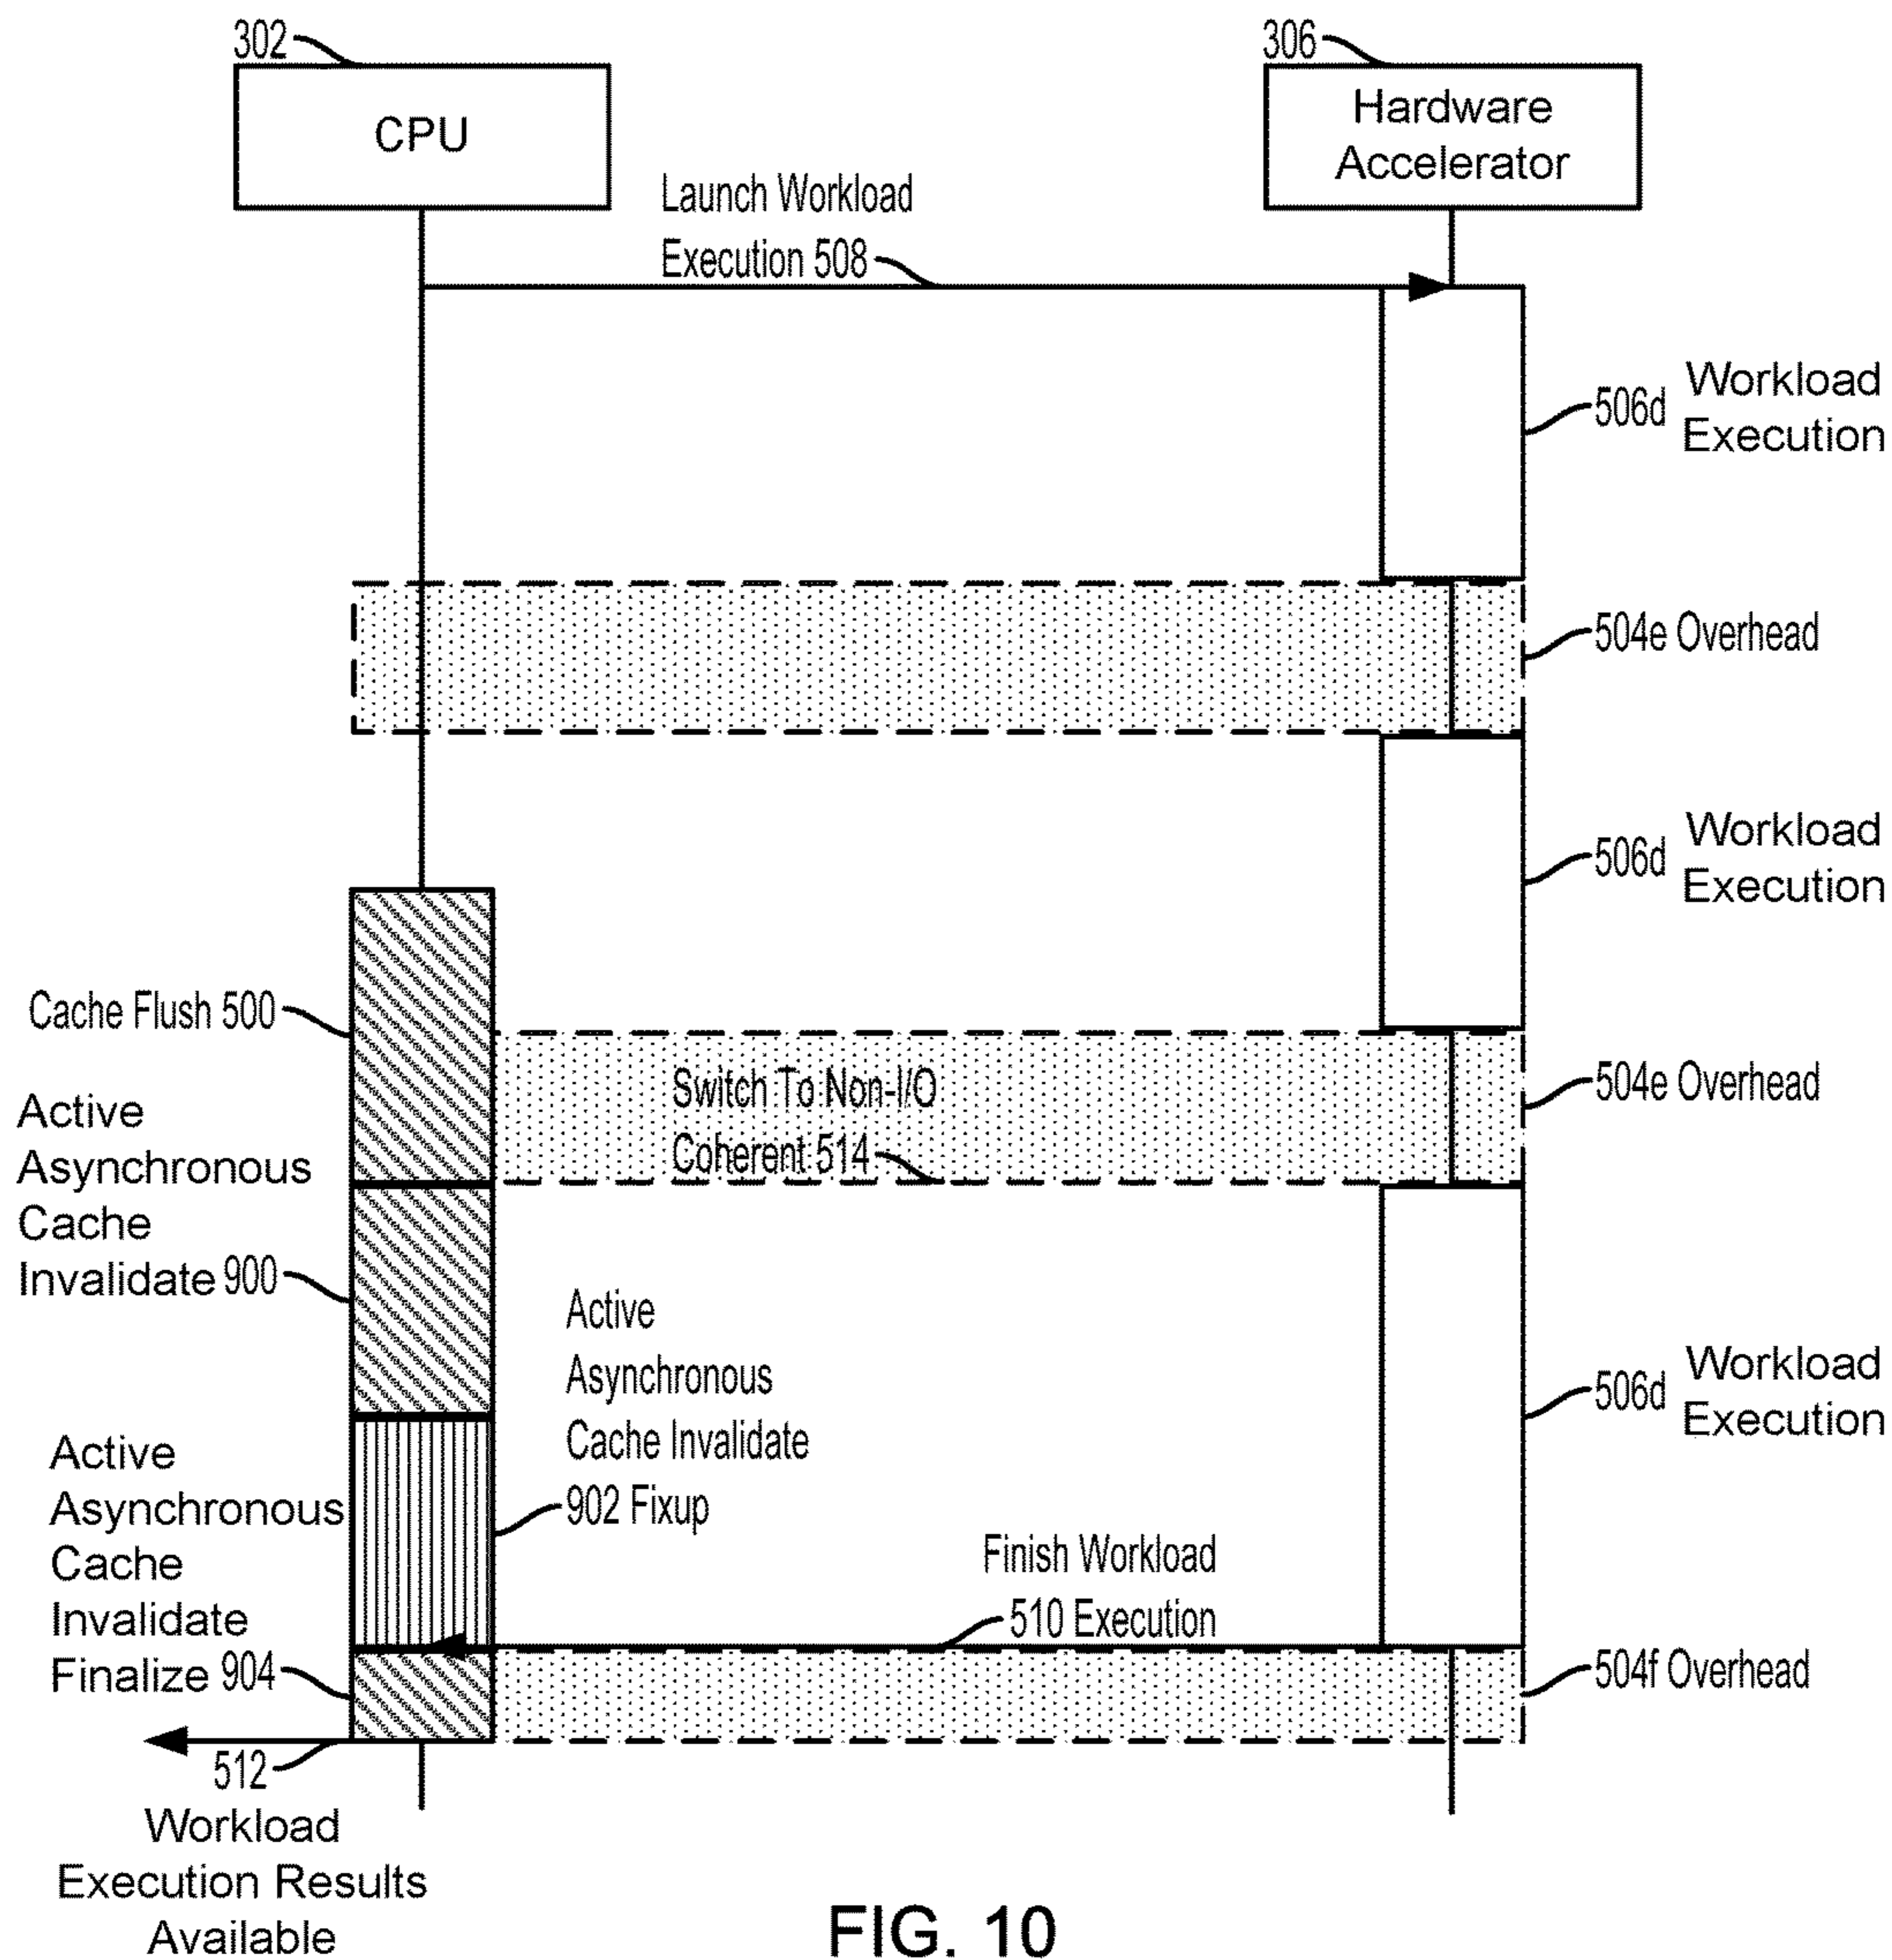 302
306
CPU
Hardware
Accelerator
Launch Workload
Execution 508
506d Workload
Execution
504e Overhead
506d Workload
Execution
Cache Flush 500
504e Overhead
Switch To Non-I/O
Coherent 514
Active
Asynchronous
Cache
Invalidate 900
Active
Asynchronous
Cache Invalidate
902 Fixup
506d Workload
Execution
Active
Asynchronous
Cache
Invalidate
Finalize 904
Finish Workload
510 Execution
504f Overhead
512
Workload
Execution Results
Available
FIG. 10